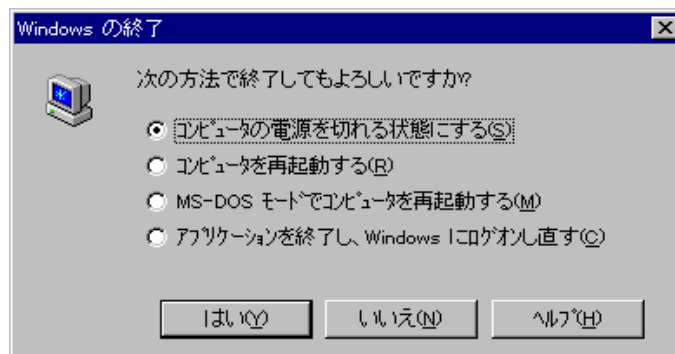 Windows の終了
次の方法で終了してもよろしいですか?
コンピュータの電源を切れる状態にする(S)
コンピュータを再起動する(R)
MS-DOS モードでコンピュータを再起動する(M)
アプリケーションを終了し、Windows にログオンし直す(C)
はい(Y) いいえ(N) ヘルプ(H)